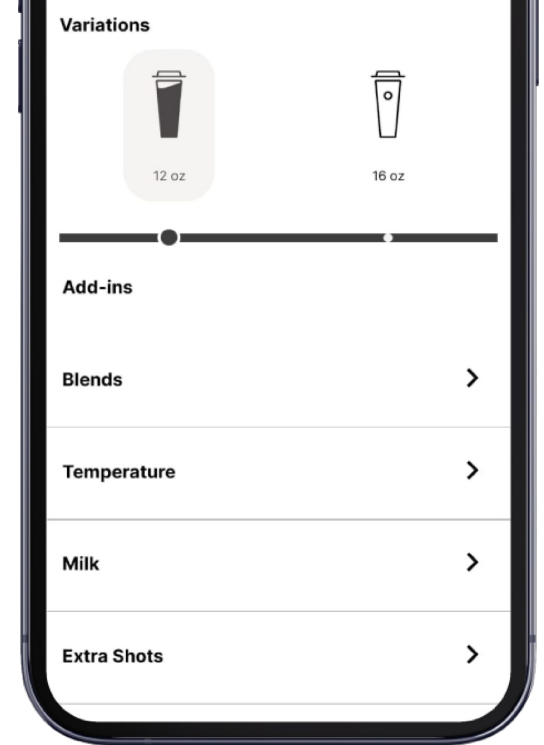 Variations
12 oz 16 oz
Add-ins
Blends
Temperature
Milk
Extra Shots